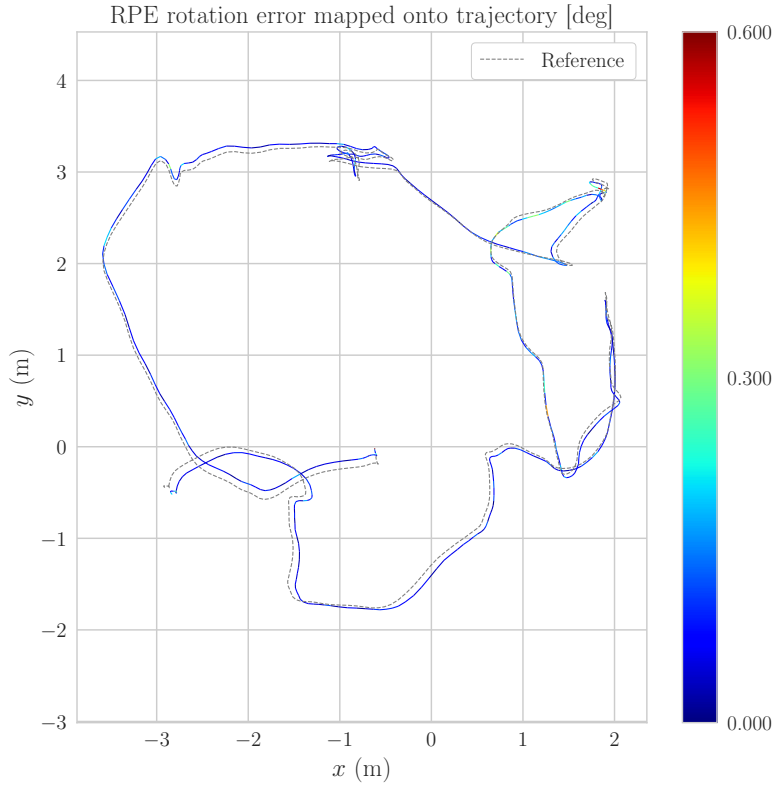 RPE rotation error mapped onto trajectory [deg]
Reference
4
3
2
1
0
−1
−2
−3
y (m)
−3 −2 −1 0 1 2
x (m)
0.600
0.300
0.000